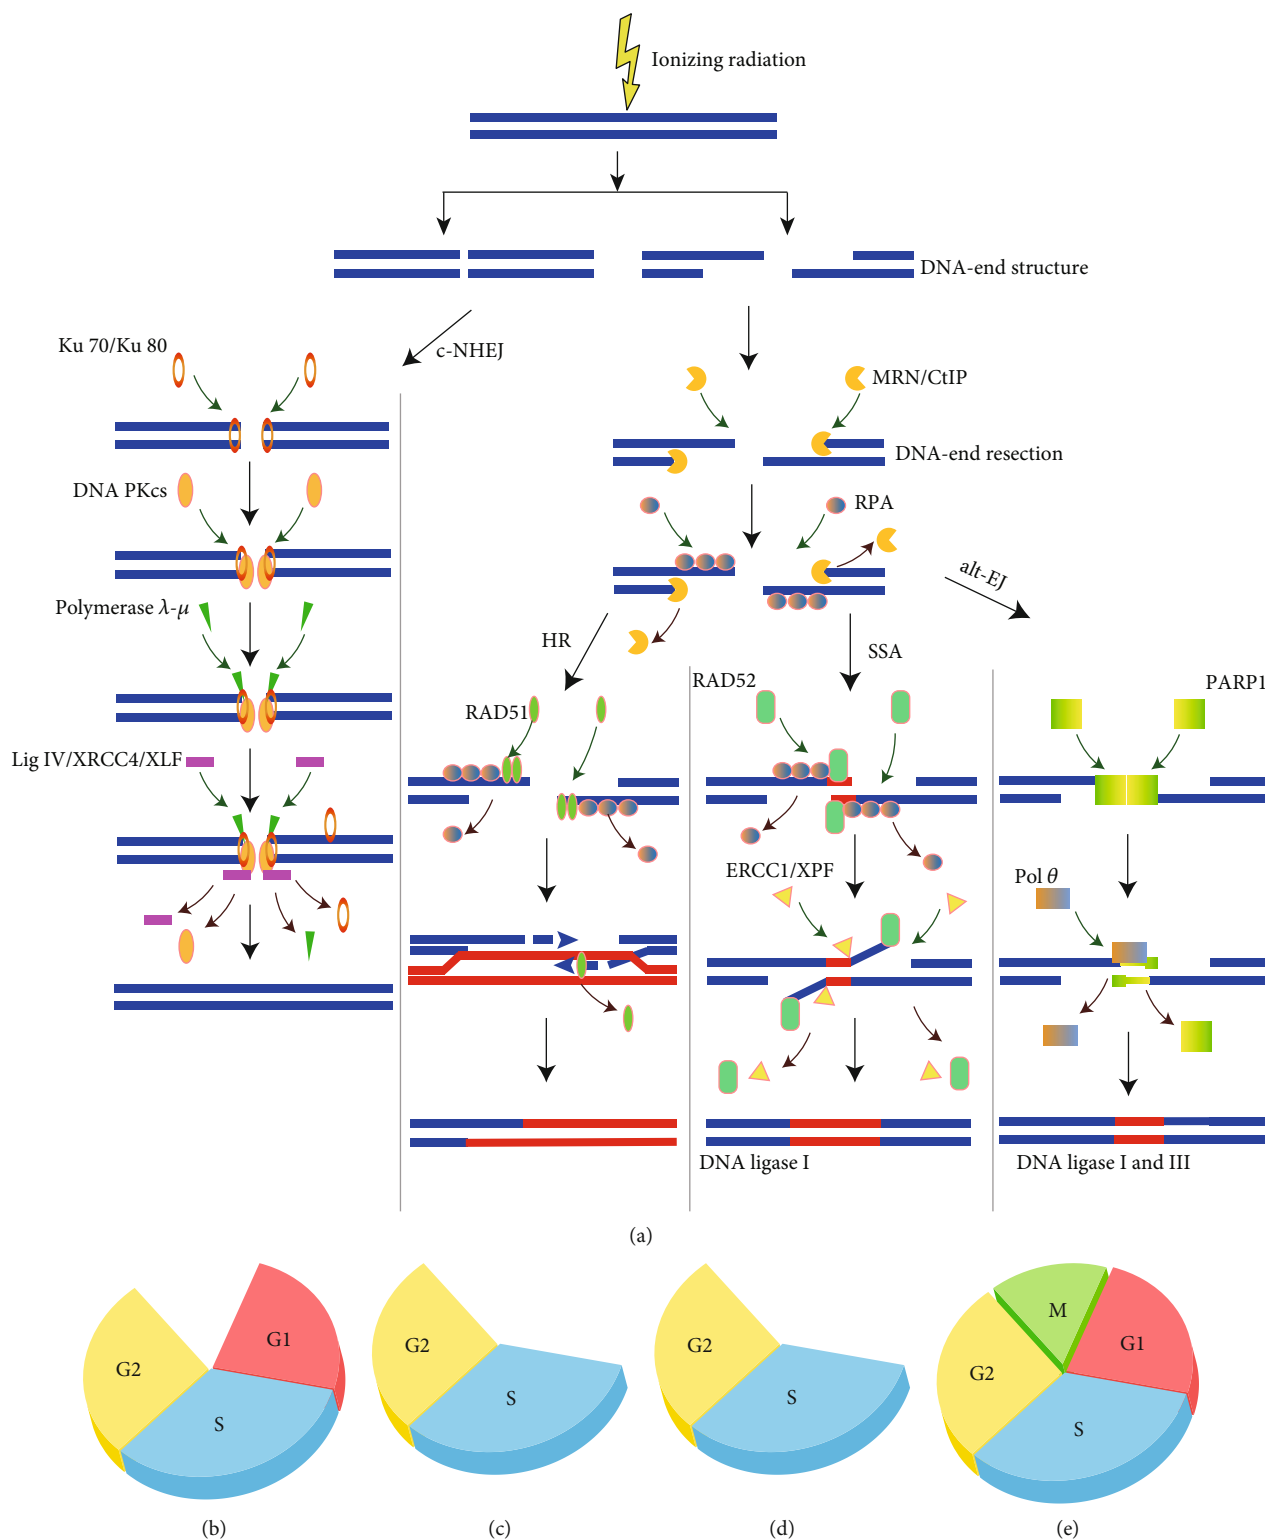 Ionizing radiation
DNA-end structure
c-NHEJ
Ku 70/Ku 80
MRN/CtIP
DNA-end resection
DNA PKcs
RPA
alt-EJ
Polymerase λ-μ
HR
SSA
RAD52
PARP1
RAD51
Lig IV/XRCC4/XLF
ERCC1/XPF
Pol θ
DNA ligase I
DNA ligase I and III
(a)
G2
G1
S
G2
S
G2
S
M
G2
G1
S
(b)
(c)
(d)
(e)